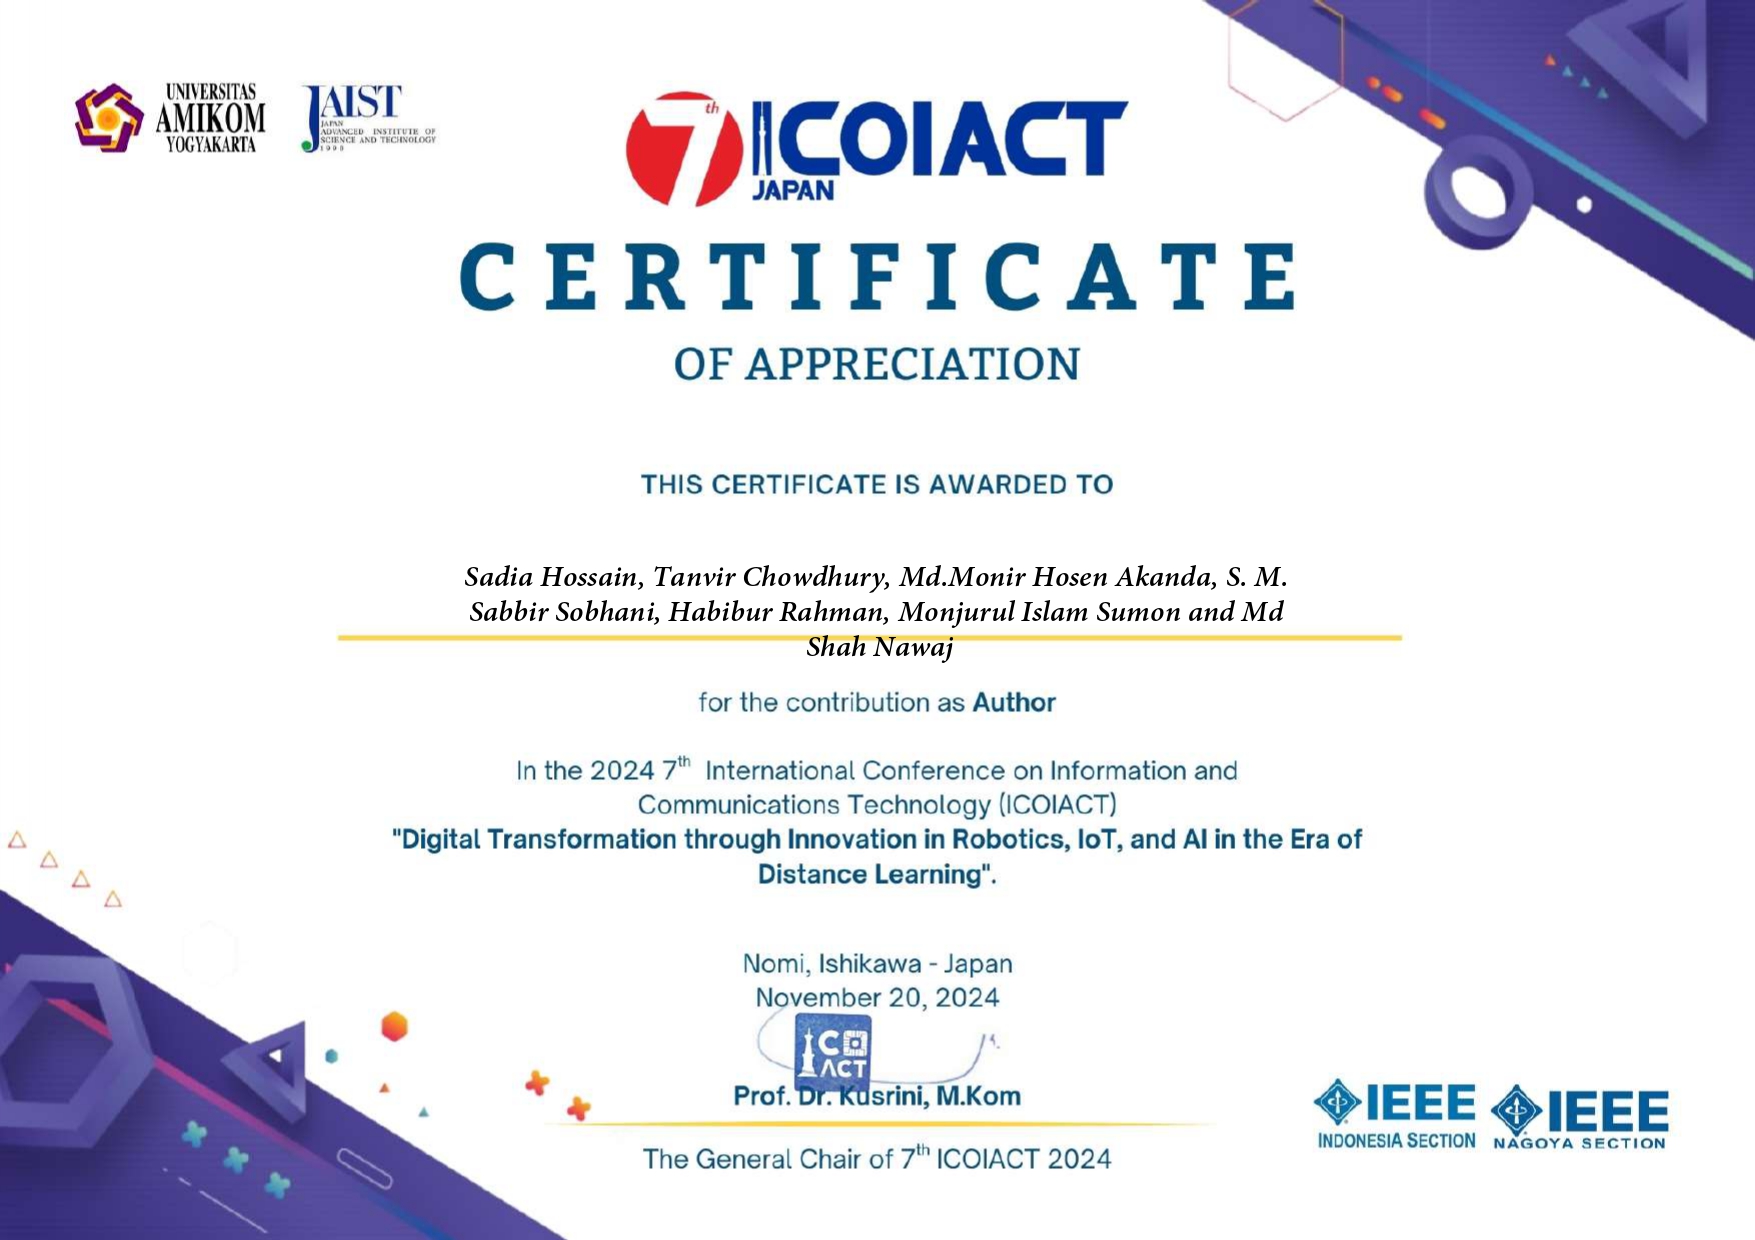 UNIVERSITAS
AMIKOM
YOGYAKARTA
JAIST
JAPAN
ADVANCED INSTITUTE OF
SCIENCE AND TECHNOLOGY
1990
7th ICOIACT
JAPAN
CERTIFICATE
OF APPRECIATION
THIS CERTIFICATE IS AWARDED TO
Sadia Hossain, Tanvir Chowdhury, Md.Monir Hosen Akanda, S. M.
Sabbir Sobhani, Habibur Rahman, Monjurul Islam Sumon and Md
Shah Nawaj
for the contribution as Author
In the 2024 7th International Conference on Information and
Communications Technology (ICOIACT)
"Digital Transformation through Innovation in Robotics, IoT, and AI in the Era of
Distance Learning".
Nomi, Ishikawa - Japan
November 20, 2024
ICO
IACT
Prof. Dr. Kusrini, M.Kom
The General Chair of 7th ICOIACT 2024
IEEE
INDONESIA SECTION
IEEE
NAGOYA SECTION